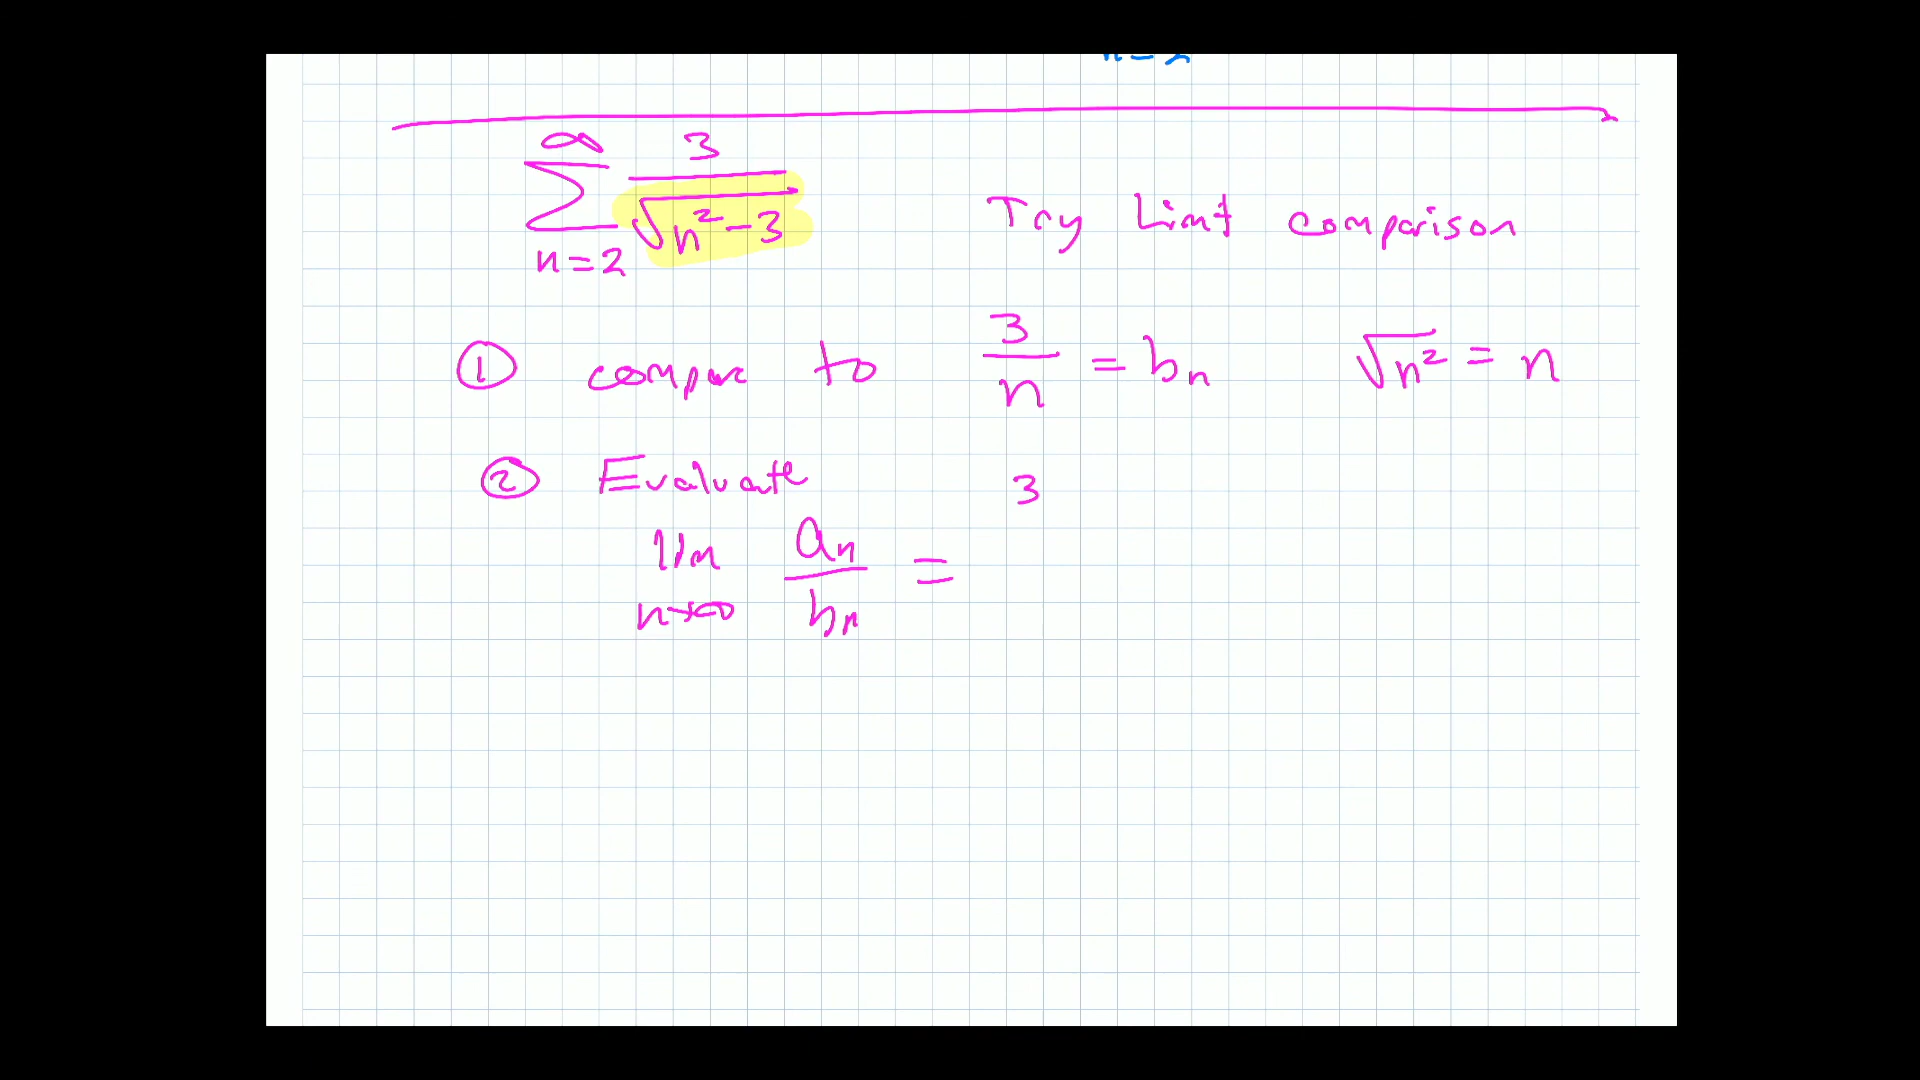 n=2
∞ 3
Σ √n²-3 Try Limit comparison
n=2
① compare to 3/n = bn √n² = n
② Evaluate 3
lim an/bn =
n→∞